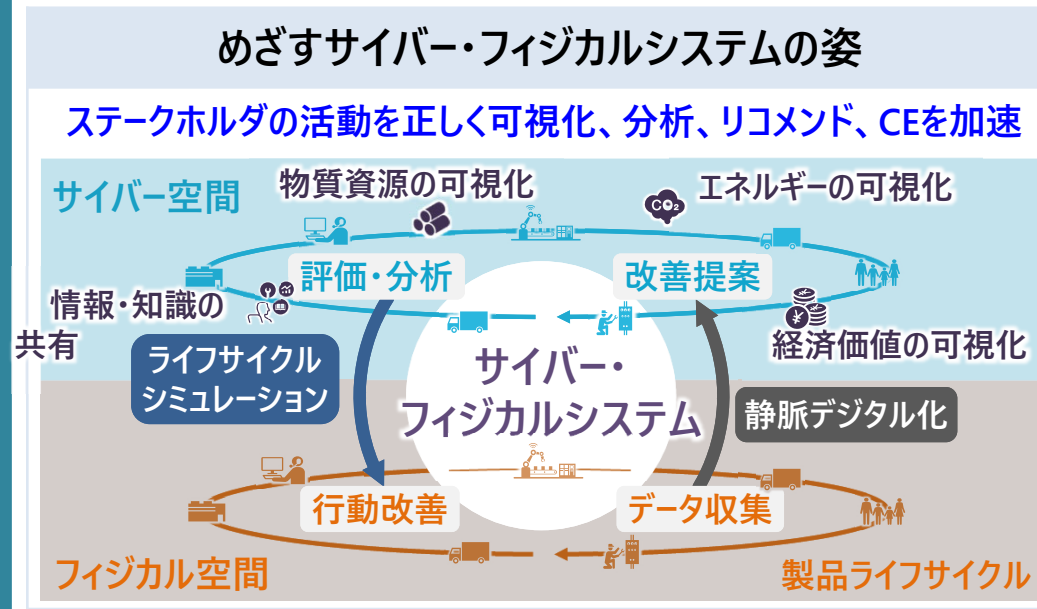 めざすサイバー・フィジカルシステムの姿
ステークホルダの活動を正しく可視化、分析、リコメンド、CEを加速
サイバー空間
物質資源の可視化
CO₂
エネルギーの可視化
評価・分析
改善提案
情報・知識の
共有
経済価値の可視化
ライフサイクル
シミュレーション
サイバー・
フィジカルシステム
静脈デジタル化
行動改善
データ収集
フィジカル空間
製品ライフサイクル